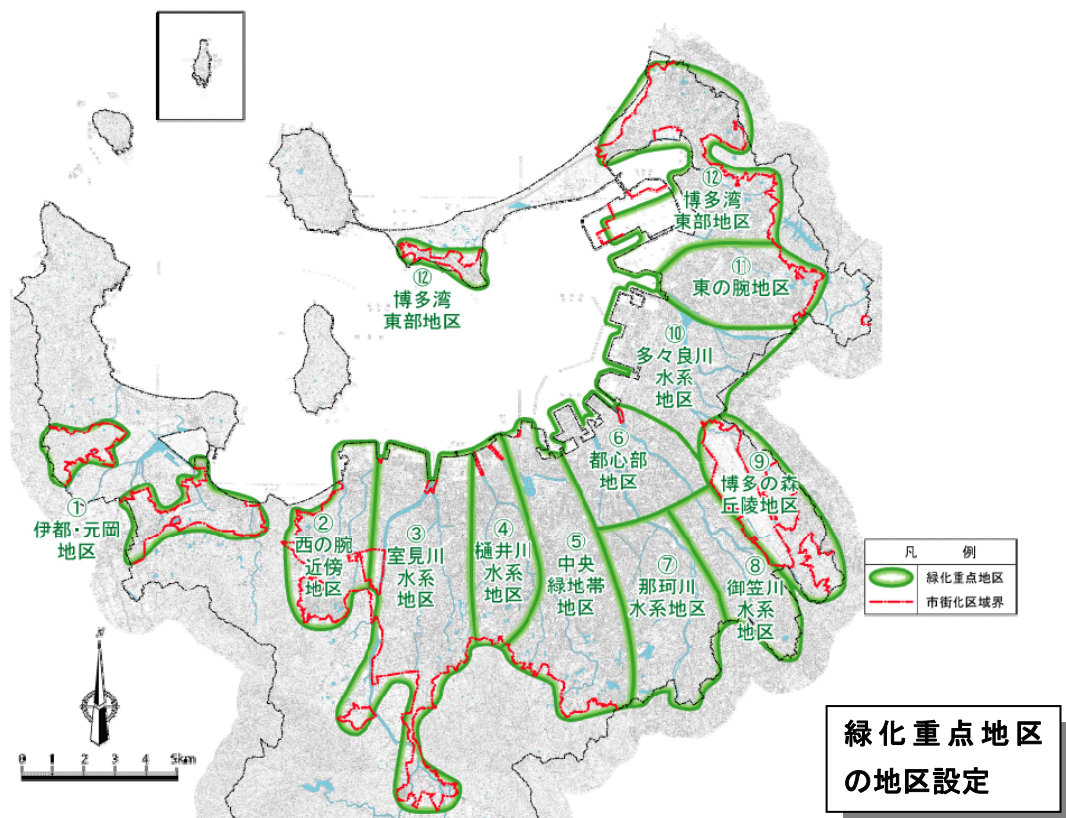 ⑫
博多湾
東部地区
⑫
博多湾
東部地区
⑪
東の腕地区
⑩
多々良川
水系
地区
⑥
都心部
地区
⑨
博多の森
丘陵地区
①
伊都・元岡
地区
②
西の腕
近傍
地区
③
室見川
水系
地区
④
樋井川
水系
地区
⑤
中央
緑地帯
地区
⑦
那珂川
水系地区
⑧
御笠川
水系
地区
凡 例
緑化重点地区
市街化区域界
0 1 2 3 4 5km
緑化重点地区
の地区設定